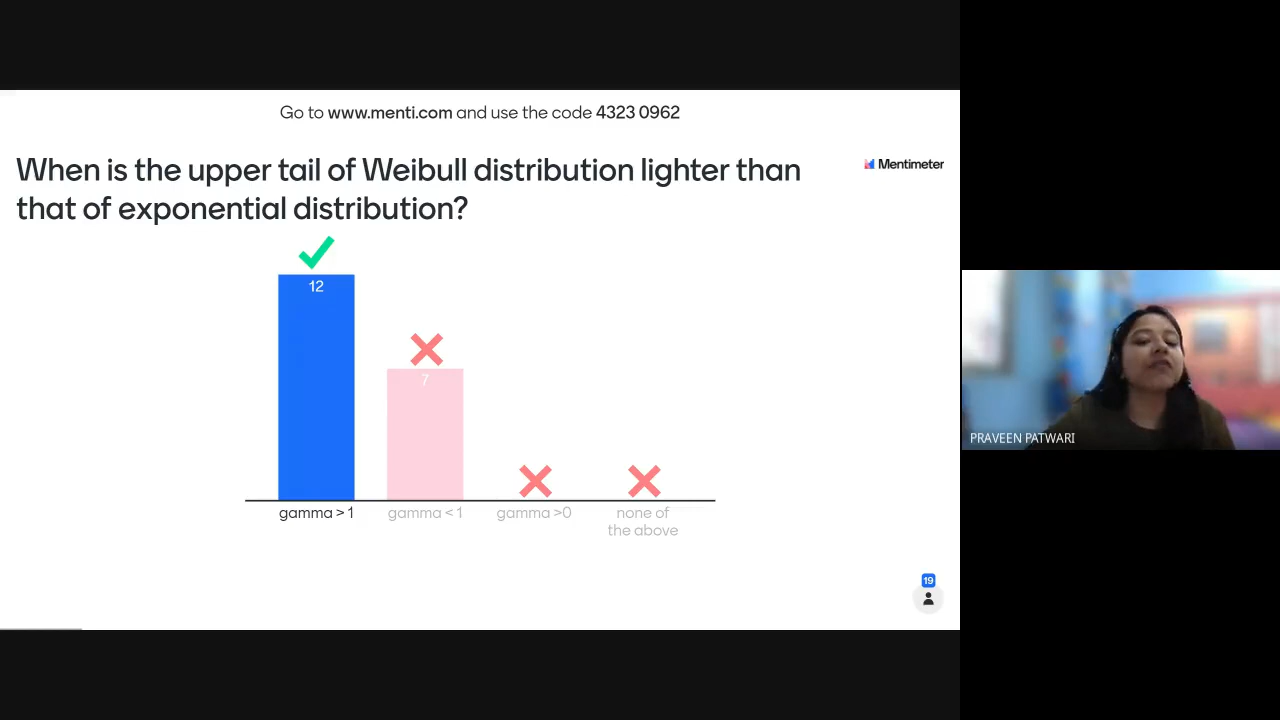 Go to www.menti.com and use the code 4323 0962
When is the upper tail of Weibull distribution lighter than
that of exponential distribution?
Mentimeter
12
7
gamma > 1
gamma < 1
gamma >0
none of
the above
19
PRAVEEN PATWARI